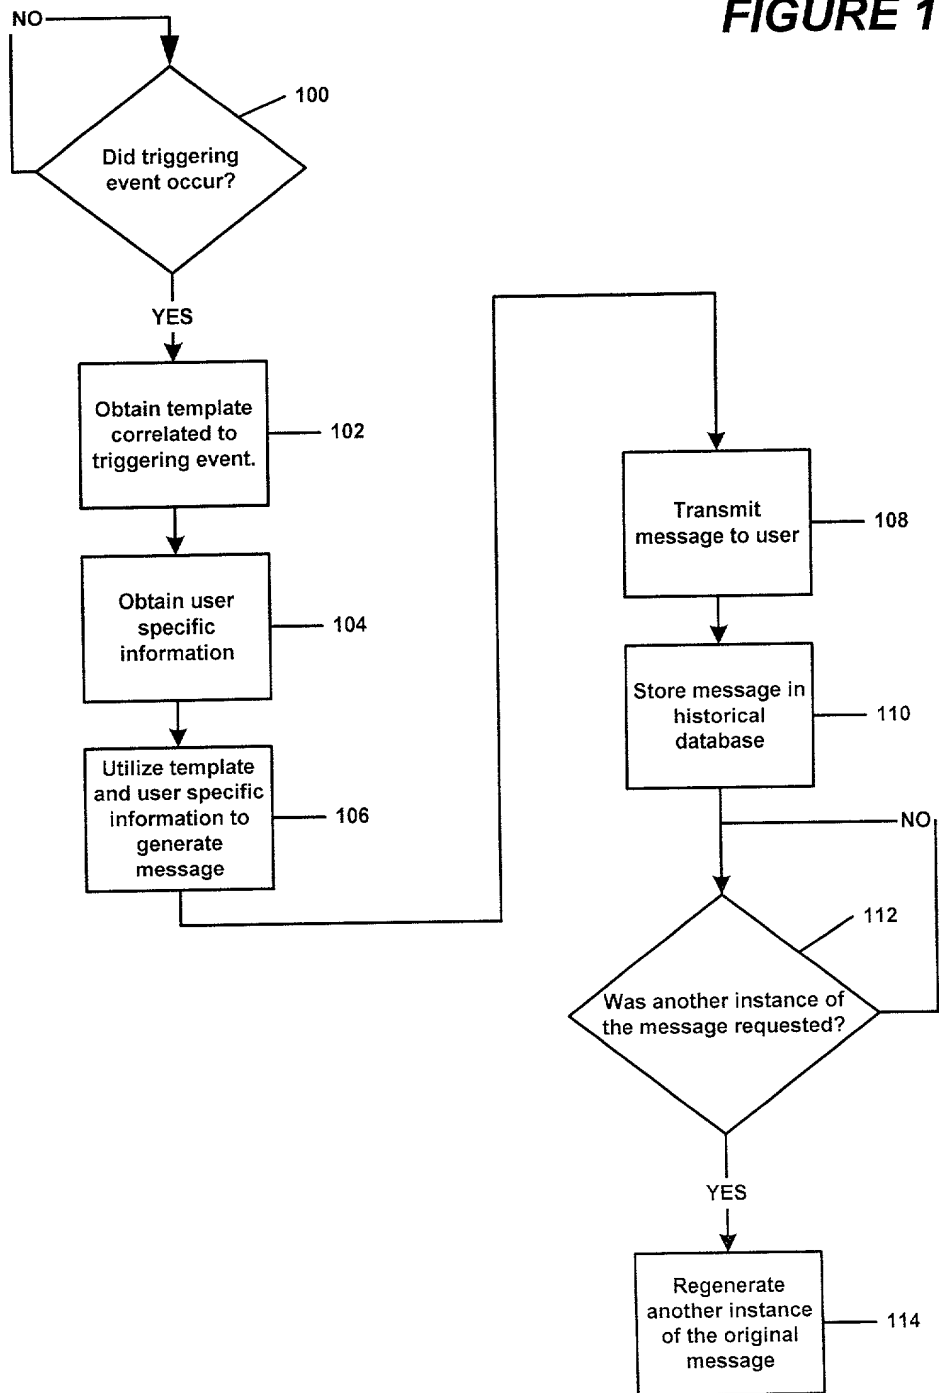 FIGURE 1
NO
100
Did triggering
event occur?
YES
Obtain template
correlated to
triggering event.
102
Obtain user
specific
information
104
Utilize template
and user specific
information to
generate
message
106
Transmit
message to user
108
Store message in
historical
database
110
NO
112
Was another instance of
the message requested?
YES
Regenerate
another instance
of the original
message
114